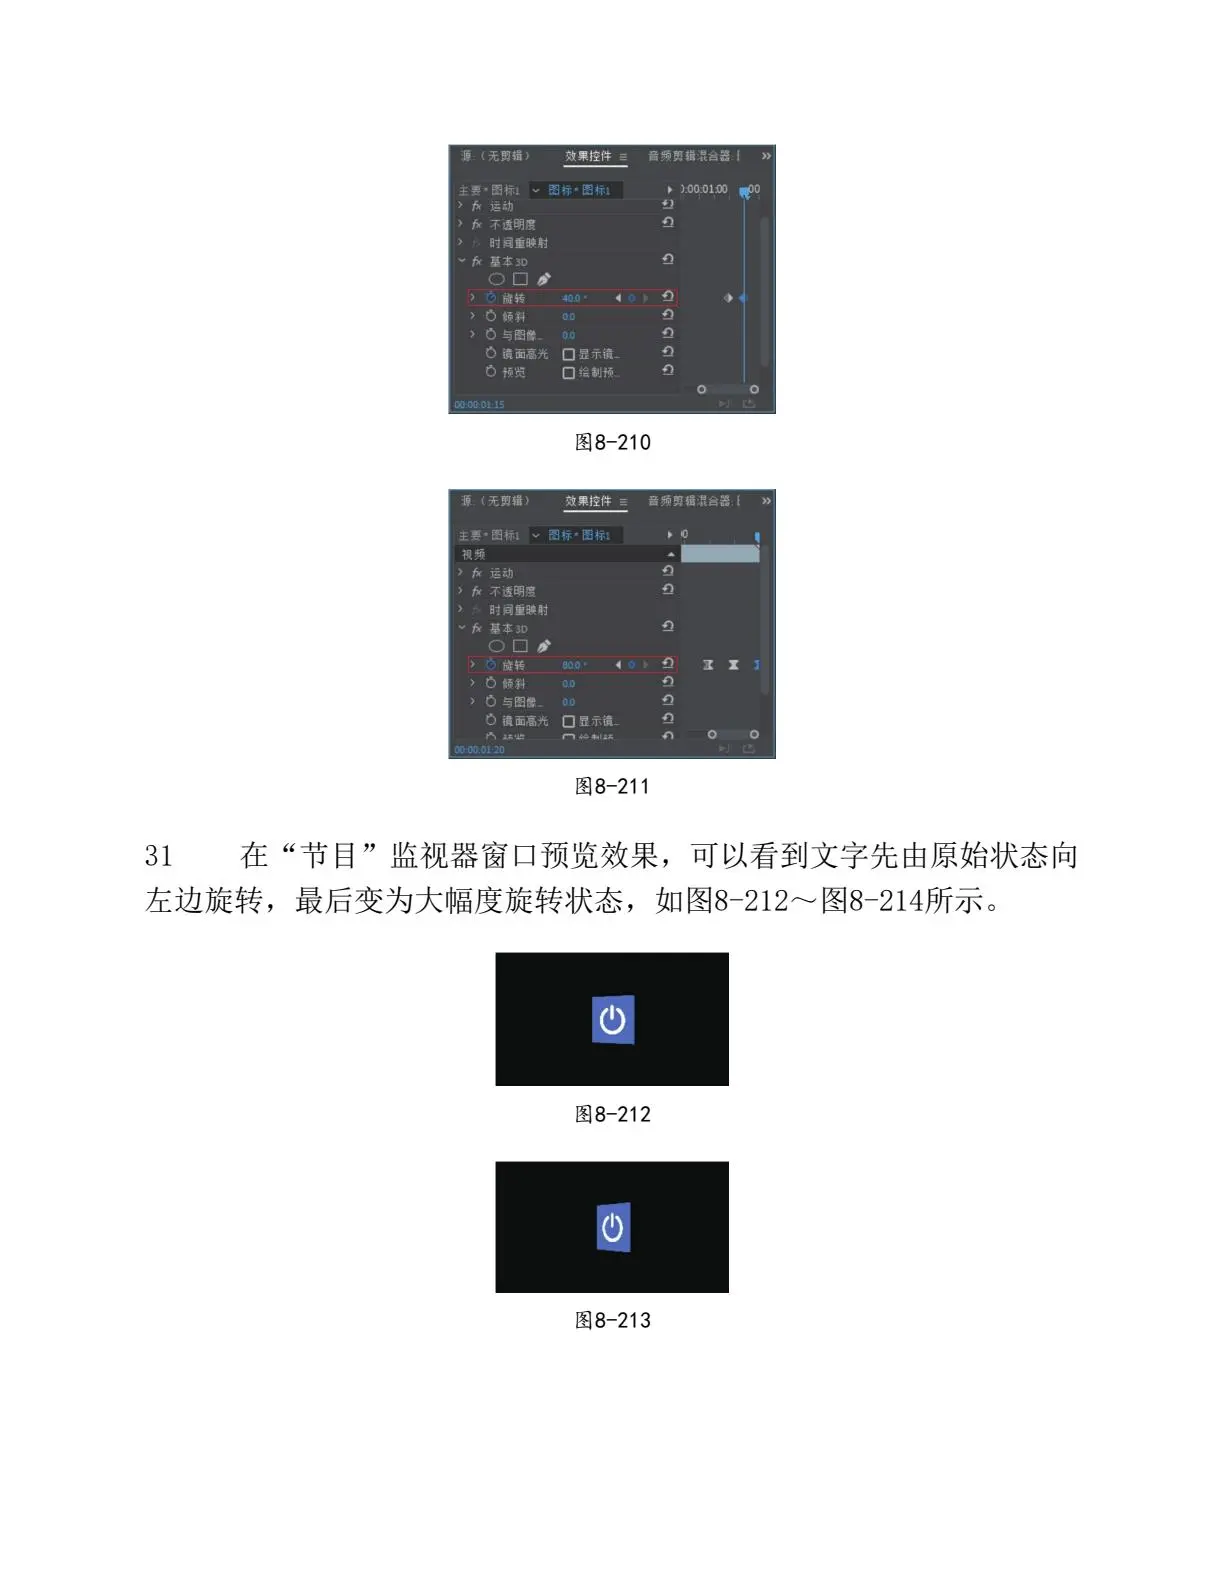 源:（无剪辑） 效果控件 ≡ 音频剪辑混合器: »
主要*图标1 图标*图标1 :00:01:00 00
fx 运动
fx 不透明度
fx 时间重映射
fx 基本3D
旋转 40.0 °
倾斜 0.0
与图像... 0.0
镜面高光 显示镜...
预览 绘制预...
00:00:01:15
图8-210
源:（无剪辑） 效果控件 ≡ 音频剪辑混合器: »
主要*图标1 图标*图标1
视频
fx 运动
fx 不透明度
fx 时间重映射
fx 基本3D
旋转 80.0 °
倾斜 0.0
与图像... 0.0
镜面高光 显示镜...
预览 绘制预...
00:00:01:20
图8-211
31 在“节目”监视器窗口预览效果，可以看到文字先由原始状态向
左边旋转，最后变为大幅度旋转状态，如图8-212～图8-214所示。
图8-212
图8-213